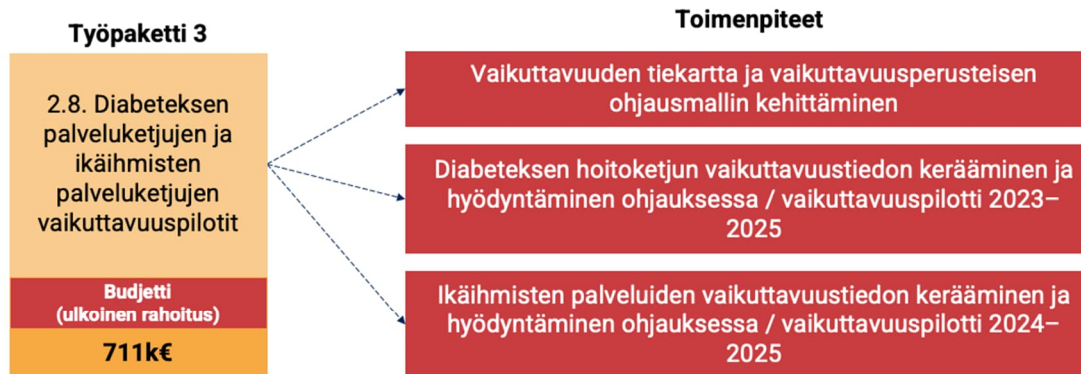 Työpaketti 3
2.8. Diabeteksen
palveluketjujen ja
ikäihmisten
palveluketjujen
vaikuttavuuspilotit
Budjetti
(ulkoinen rahoitus)
711k€
Toimenpiteet
Vaikuttavuuden tiekartta ja vaikuttavuusperusteisen
ohjausmallin kehittäminen
Diabeteksen hoitoketjun vaikuttavuustiedon kerääminen ja
hyödyntäminen ohjauksessa / vaikuttavuuspilotti 2023–
2025
Ikäihmisten palveluiden vaikuttavuustiedon kerääminen ja
hyödyntäminen ohjauksessa / vaikuttavuuspilotti 2024–
2025